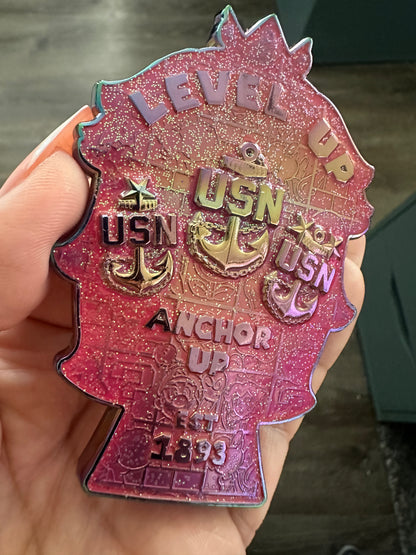 LEVEL UP
USN
USN
USN
ANCHOR
UP
EST
1893